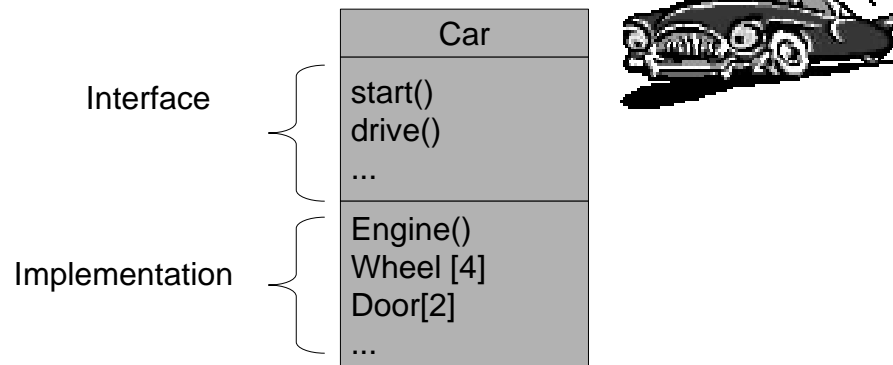 Car
Interface
start()
drive()
...
Implementation
Engine()
Wheel [4]
Door[2]
...